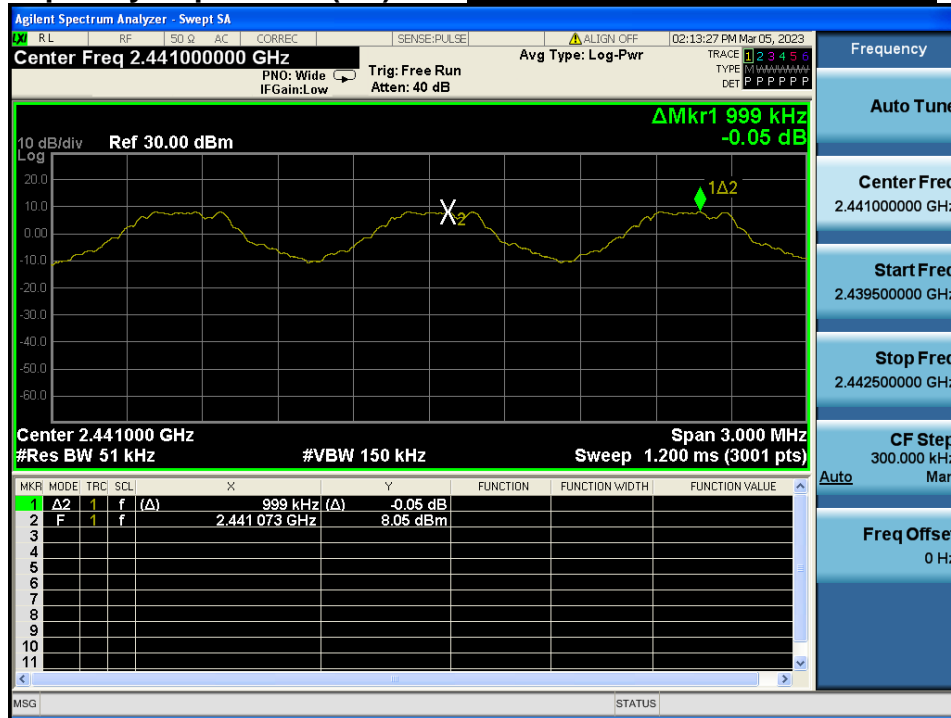 Agilent Spectrum Analyzer - Swept SA
LXI RL RF 50 Ω AC CORREC SENSE:PULSE ALIGN OFF 02:13:27 PM Mar 05, 2023
Center Freq 2.441000000 GHz
PNO: Wide
IFGain:Low
Trig: Free Run
Atten: 40 dB
Avg Type: Log-Pwr
TRACE 1 2 3 4 5 6
TYPE M W W W W W
DET P P P P P P
ΔMkr1 999 kHz
-0.05 dB
10 dB/div Ref 30.00 dBm
Log
20.0
10.0
0.00
-10.0
-20.0
-30.0
-40.0
-50.0
-60.0
1Δ2
X2
Center 2.441000 GHz Span 3.000 MHz
#Res BW 51 kHz #VBW 150 kHz Sweep 1.200 ms (3001 pts)
MKR MODE TRC SCL X Y FUNCTION FUNCTION WIDTH FUNCTION VALUE
1 Δ2 1 f (Δ) 999 kHz (Δ) -0.05 dB
2 F 1 f 2.441 073 GHz 8.05 dBm
3
4
5
6
7
8
9
10
11
MSG STATUS
Frequency
Auto Tune
Center Freq
2.441000000 GHz
Start Freq
2.439500000 GHz
Stop Freq
2.442500000 GHz
CF Step
300.000 kHz
Auto Man
Freq Offset
0 Hz